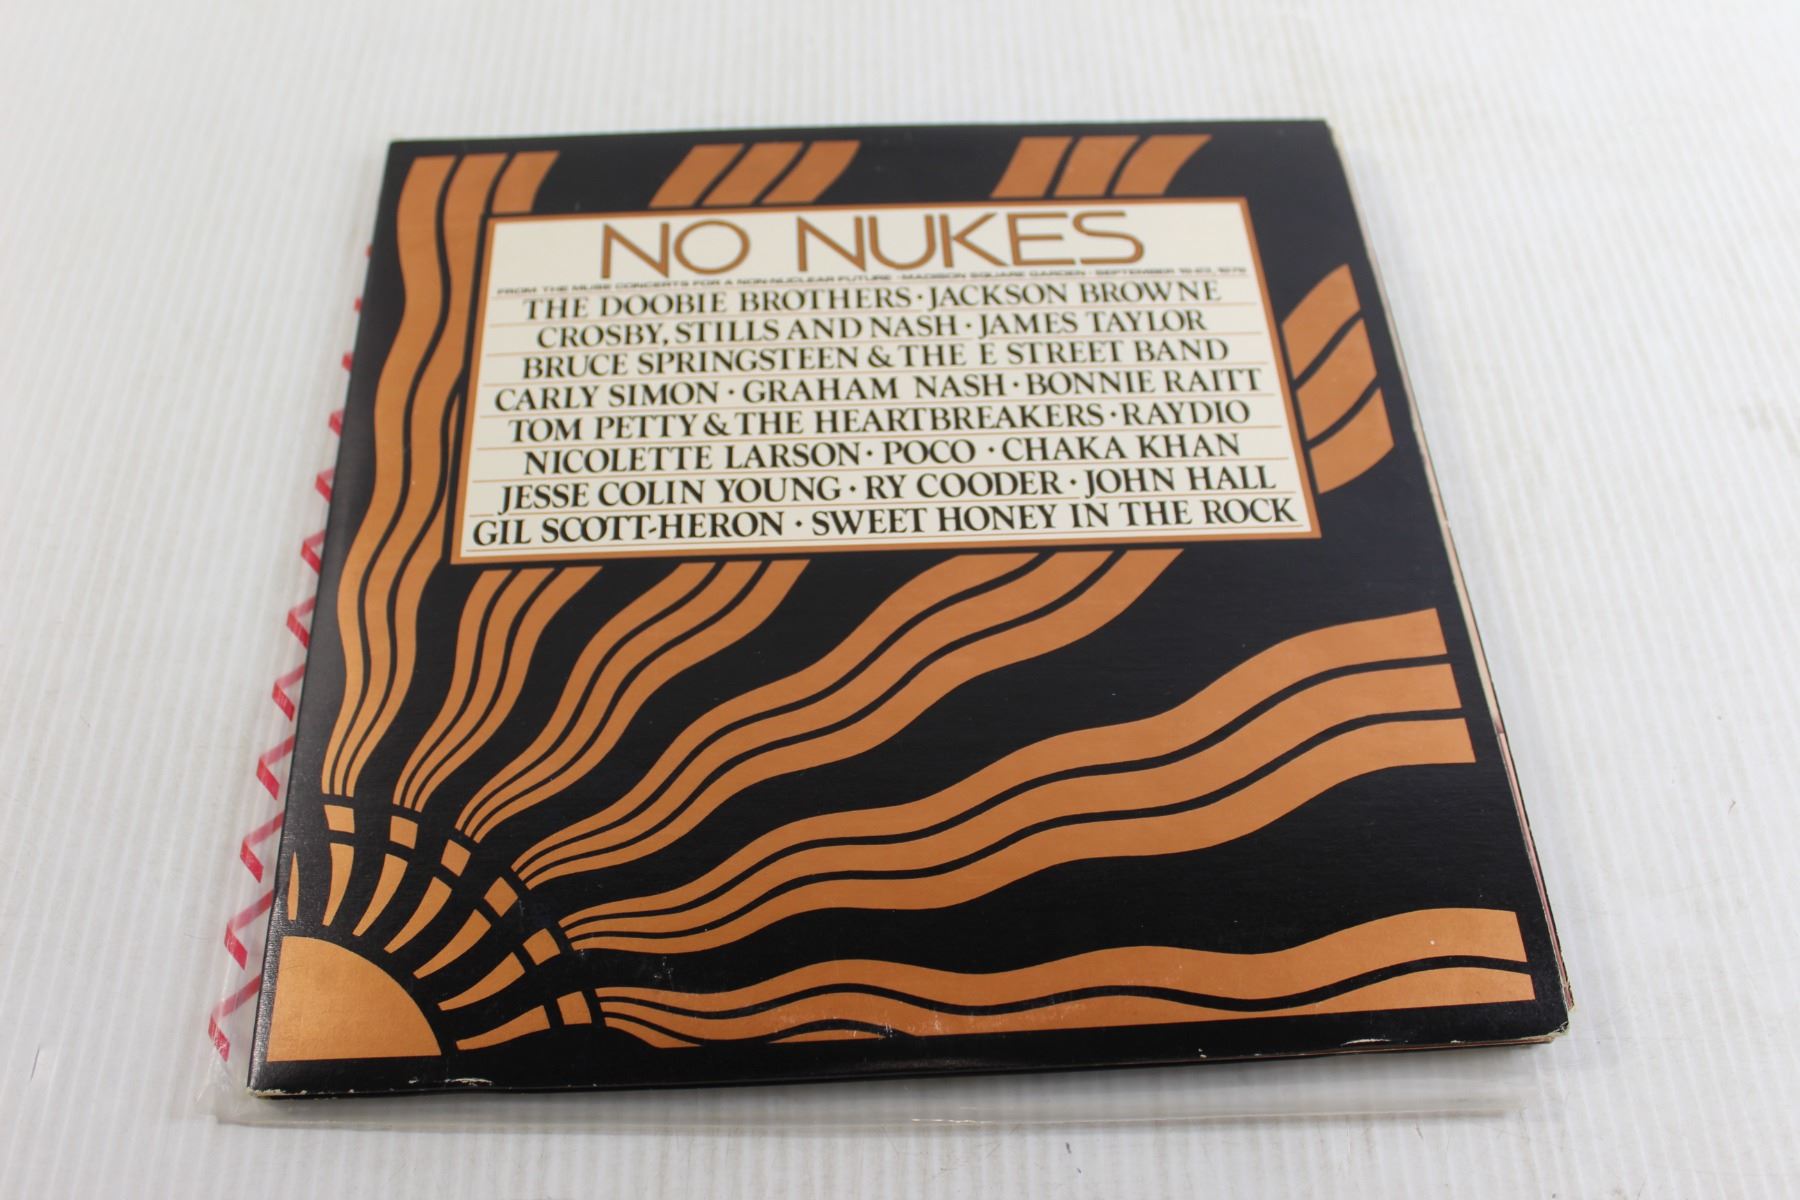 NO NUKES
FROM THE MUSE CONCERTS FOR A NON-NUCLEAR FUTURE · MADISON SQUARE GARDEN · SEPTEMBER 19-23, 1979
THE DOOBIE BROTHERS · JACKSON BROWNE
CROSBY, STILLS AND NASH · JAMES TAYLOR
BRUCE SPRINGSTEEN & THE E STREET BAND
CARLY SIMON · GRAHAM NASH · BONNIE RAITT
TOM PETTY & THE HEARTBREAKERS · RAYDIO
NICOLETTE LARSON · POCO · CHAKA KHAN
JESSE COLIN YOUNG · RY COODER · JOHN HALL
GIL SCOTT-HERON · SWEET HONEY IN THE ROCK